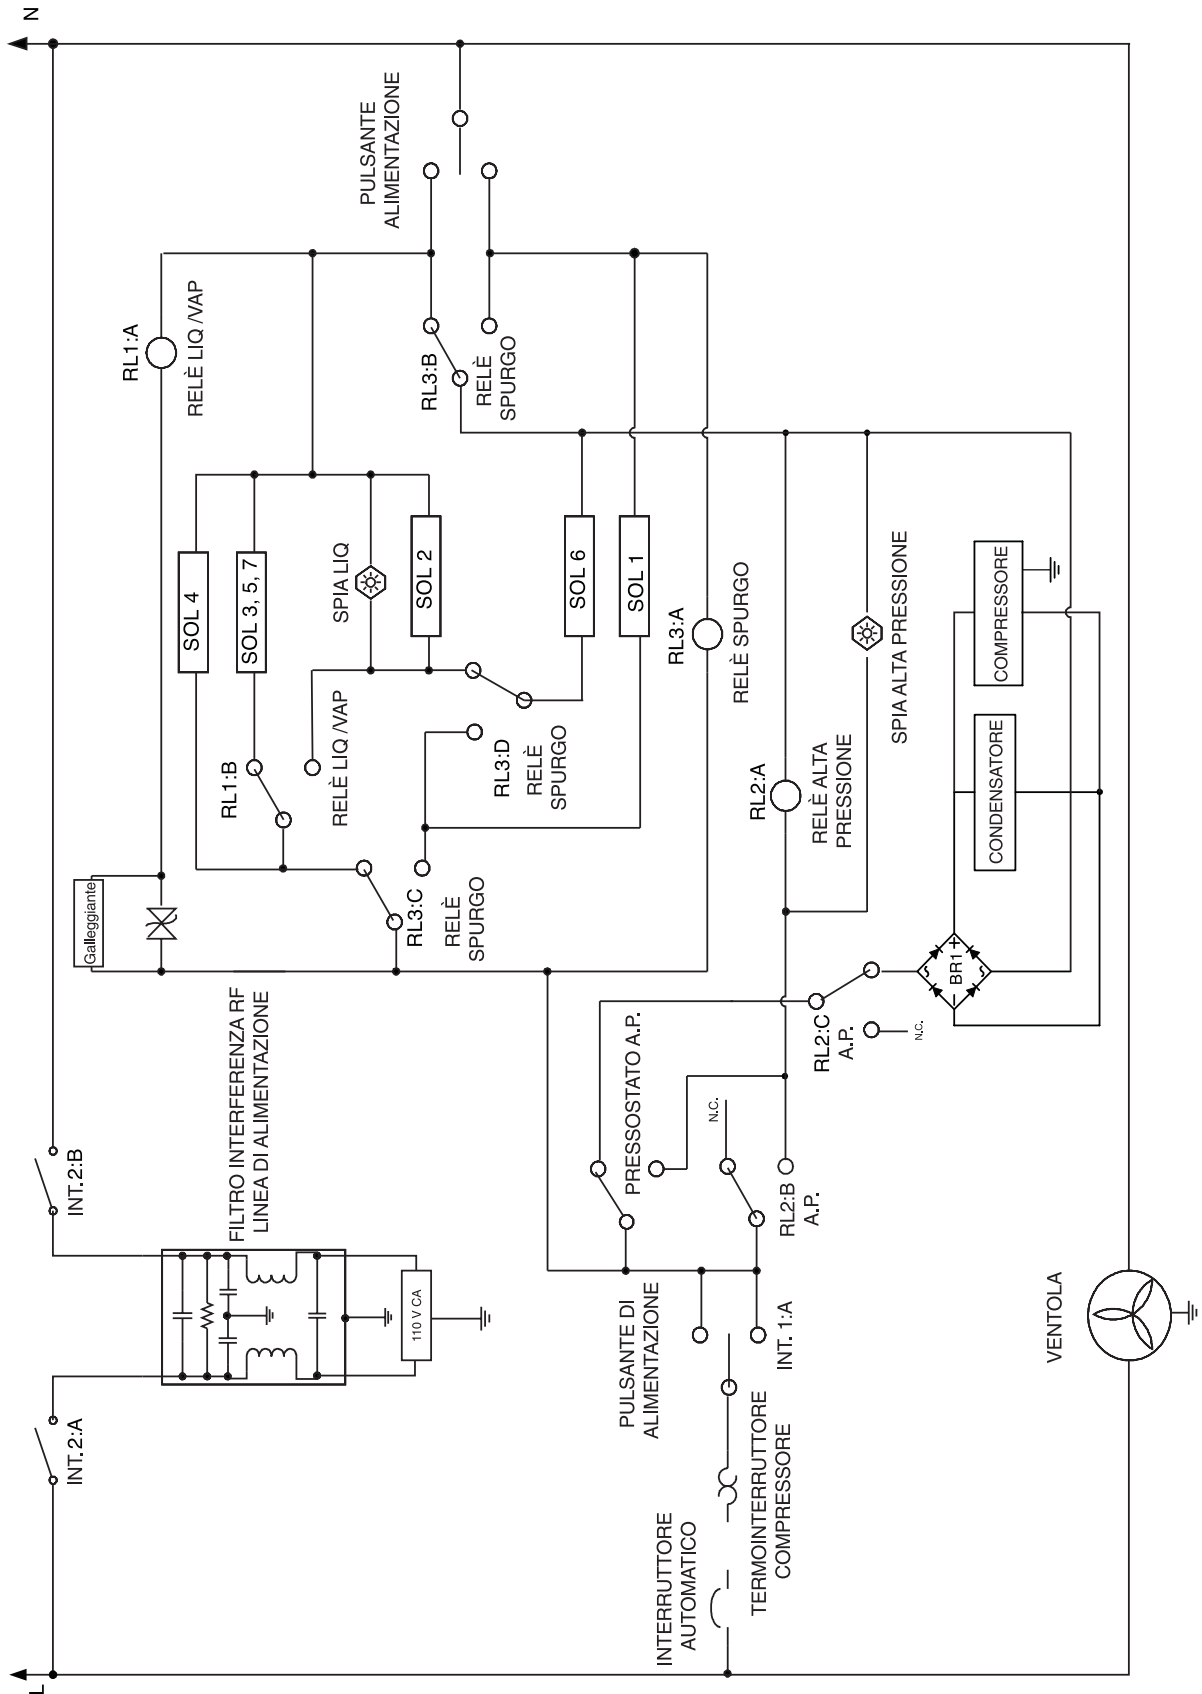 L
N
INT. 2:A
INT. 2:B
FILTRO INTERFERENZA RF
LINEA DI ALIMENTAZIONE
110 V CA
Galleggiante
RL1:A
RELÈ LIQ /VAP
SOL 4
SOL 3, 5, 7
SPIA LIQ
SOL 2
SOL 6
SOL 1
RL1:B
RELÈ LIQ /VAP
RL3:C
RELÈ
SPURGO
RL3:D
RELÈ
SPURGO
RL3:B
RELÈ
SPURGO
PULSANTE
ALIMENTAZIONE
RL3:A
RELÈ SPURGO
RL2:A
RELÈ ALTA
PRESSIONE
SPIA ALTA PRESSIONE
PRESSOSTATO A.P.
N.C.
RL2:B
A.P.
RL2:C
A.P.
N.C.
BR1
CONDENSATORE
COMPRESSORE
PULSANTE DI
ALIMENTAZIONE
INT. 1:A
INTERRUTTORE
AUTOMATICO
TERMOINTERRUTTORE
COMPRESSORE
VENTOLA